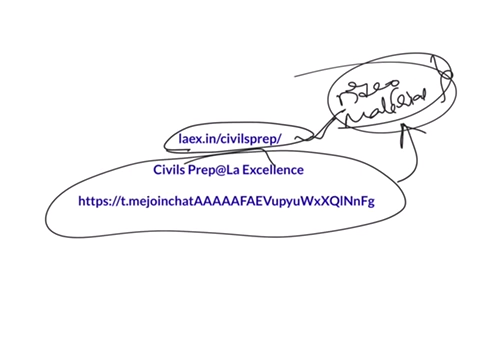 laex.in/civilsprep/
Civils Prep@La Excellence
https://t.mejoinchatAAAAAFAEVupyuWxXQlNnFg